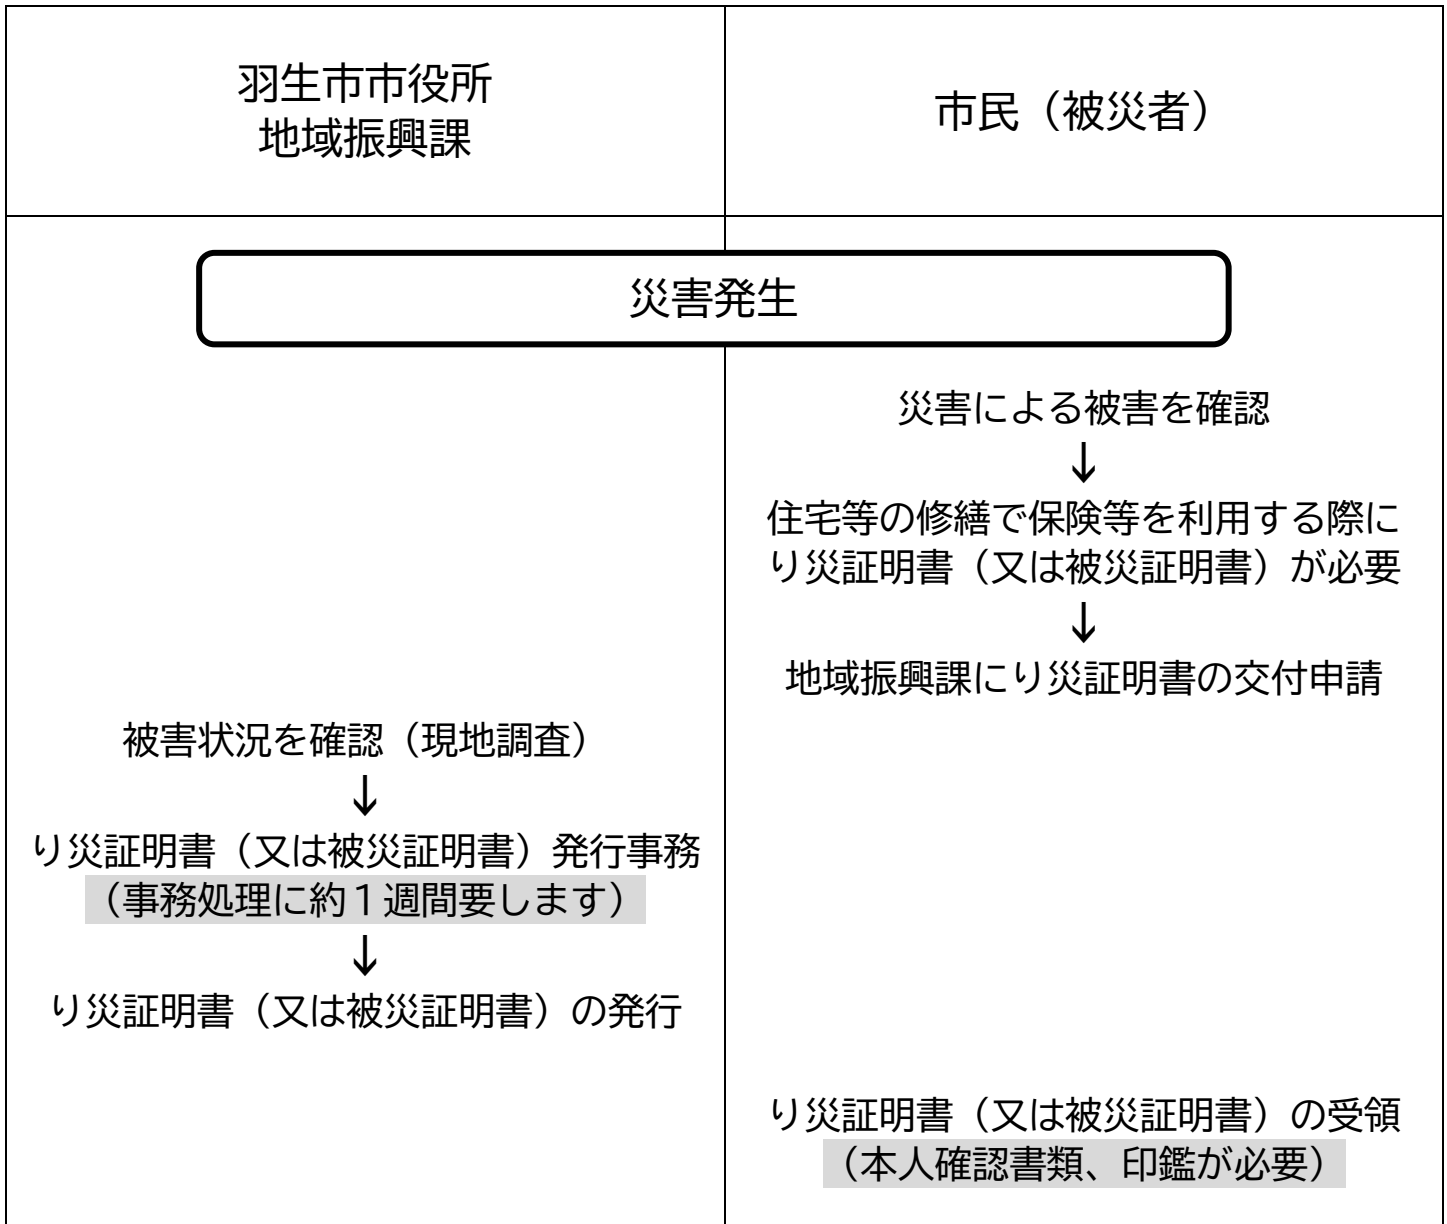 羽生市市役所
地域振興課
市民（被災者）
災害発生
災害による被害を確認
↓
住宅等の修繕で保険等を利用する際に
り災証明書（又は被災証明書）が必要
↓
地域振興課にり災証明書の交付申請
被害状況を確認（現地調査）
↓
り災証明書（又は被災証明書）発行事務
（事務処理に約１週間要します）
↓
り災証明書（又は被災証明書）の発行
り災証明書（又は被災証明書）の受領
（本人確認書類、印鑑が必要）